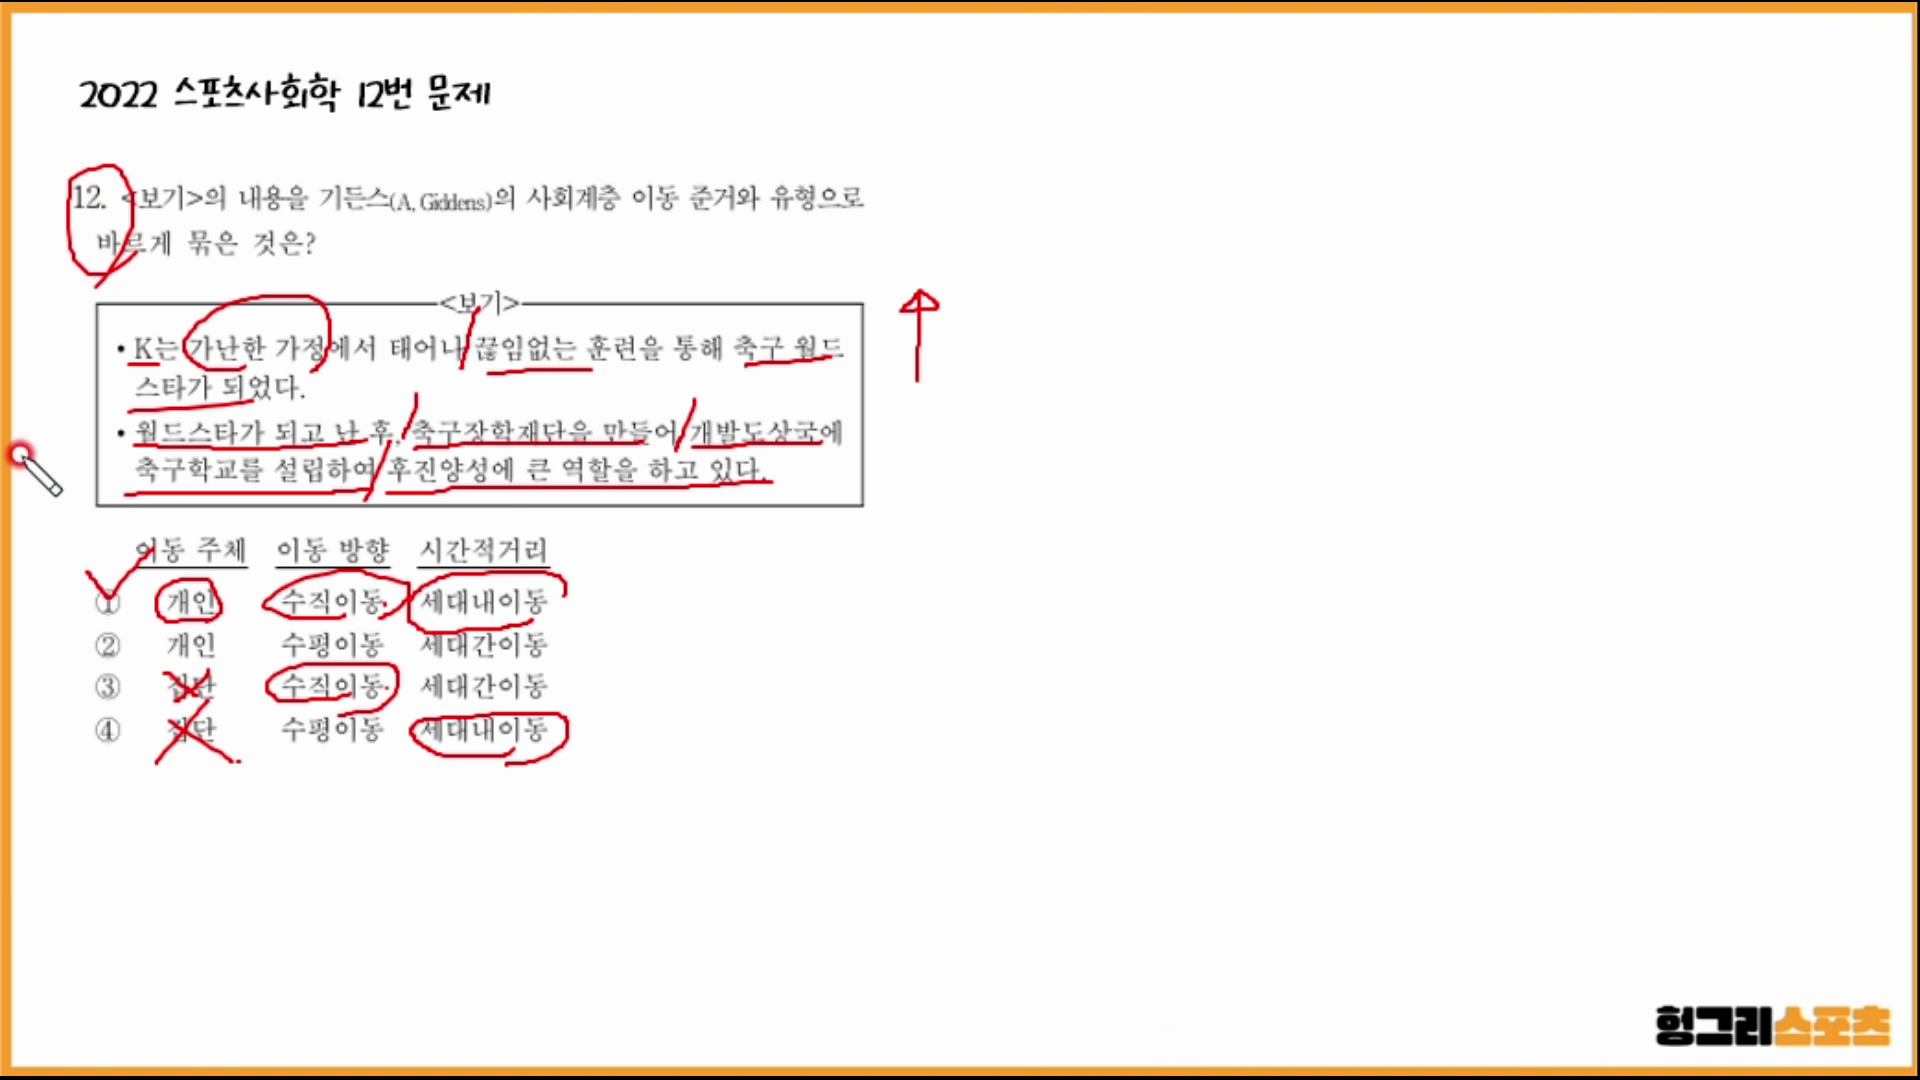 2022 스포츠사회학 12번 문제
12. <보기>의 내용을 기든스(A. Giddens)의 사회계층 이동 준거와 유형으로
바르게 묶은 것은?
<보기>
• K는 가난한 가정에서 태어나 끊임없는 훈련을 통해 축구 월드
스타가 되었다.
• 월드스타가 되고 난 후, 축구장학재단을 만들어 개발도상국에
축구학교를 설립하여 후진양성에 큰 역할을 하고 있다.
이동 주체 이동 방향 시간적거리
① 개인 수직이동 세대내이동
② 개인 수평이동 세대간이동
③ 집단 수직이동 세대간이동
④ 집단 수평이동 세대내이동
헝그리스포츠